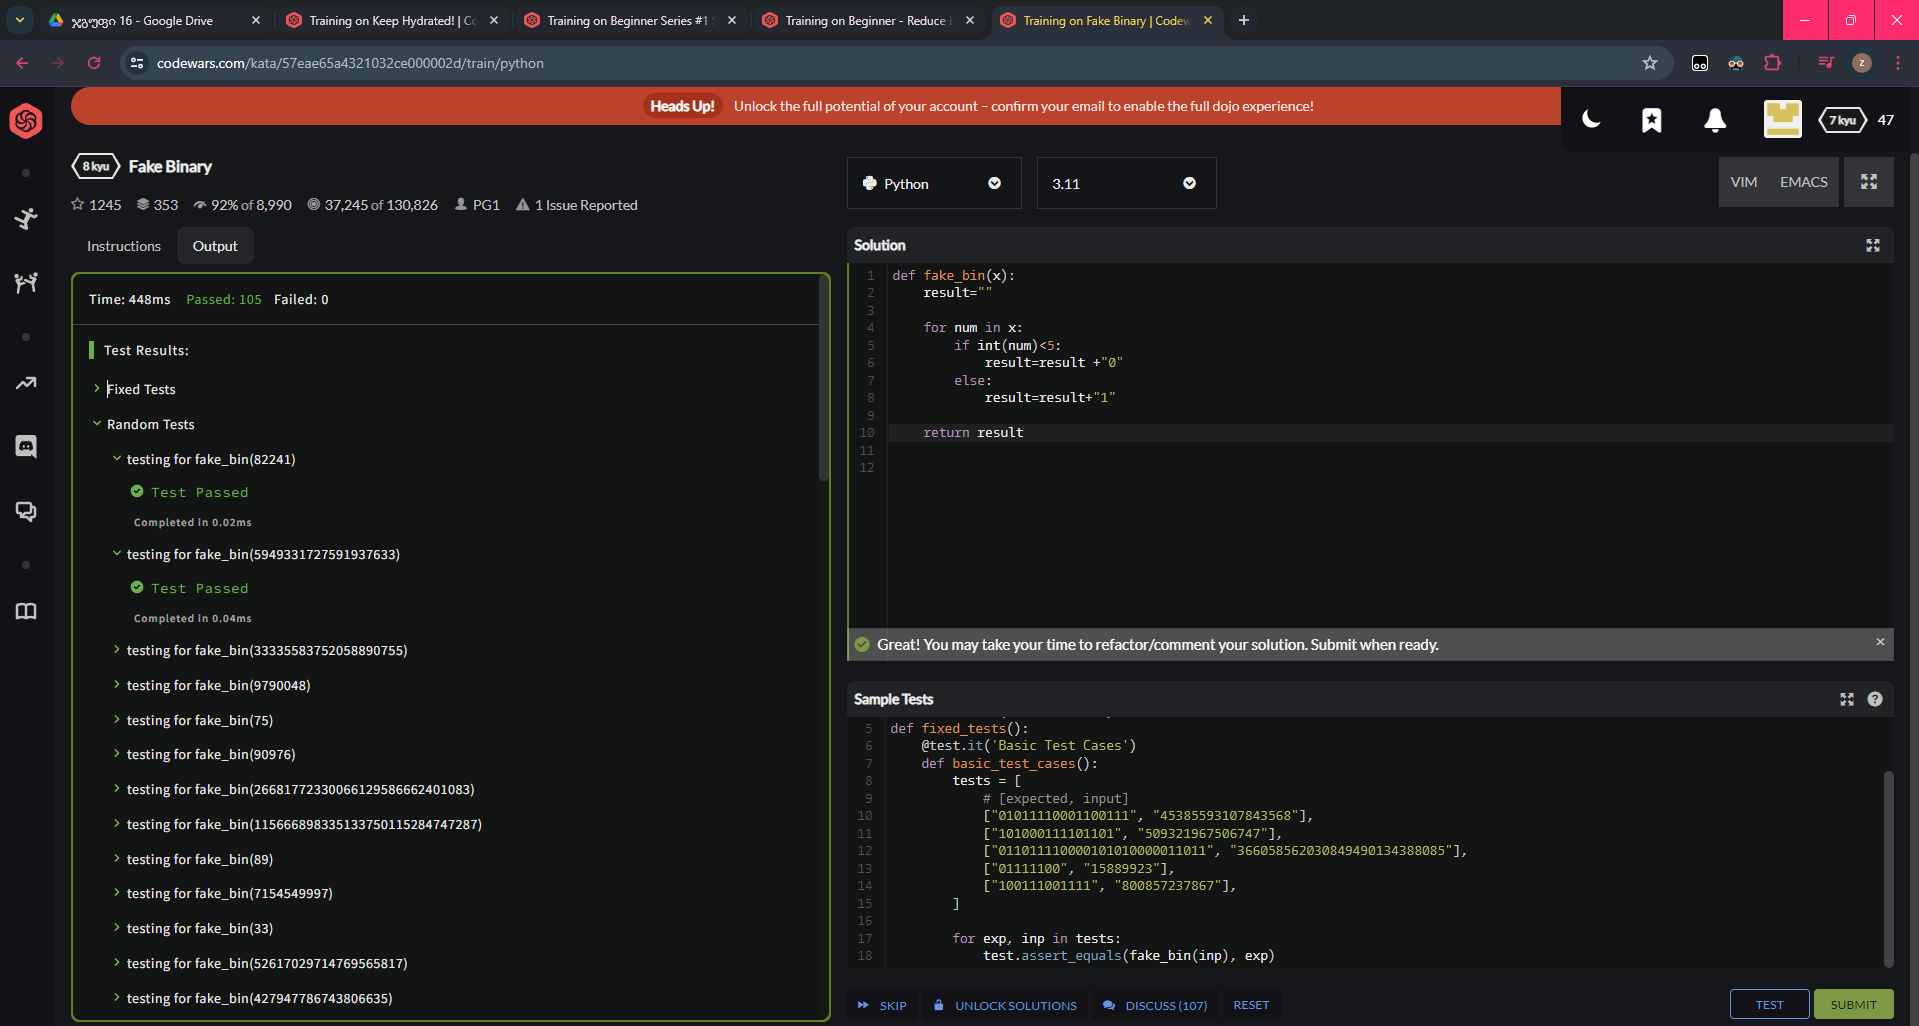 ჯგუფი 16 - Google Drive
Training on Keep Hydrated! | Co
Training on Beginner Series #1
Training on Beginner - Reduce
Training on Fake Binary | Codew
codewars.com/kata/57eae65a4321032ce000002d/train/python
z
Heads Up! Unlock the full potential of your account – confirm your email to enable the full dojo experience!
7 kyu 47
8 kyu Fake Binary
1245 353 92% of 8,990 37,245 of 130,826 PG1 1 Issue Reported
Instructions Output
Time: 448ms Passed: 105 Failed: 0
Test Results:
Fixed Tests
Random Tests
testing for fake_bin(82241)
Test Passed
Completed in 0.02ms
testing for fake_bin(5949331727591937633)
Test Passed
Completed in 0.04ms
testing for fake_bin(33335583752058890755)
testing for fake_bin(9790048)
testing for fake_bin(75)
testing for fake_bin(90976)
testing for fake_bin(26681772330066129586662401083)
testing for fake_bin(115666898335133750115284747287)
testing for fake_bin(89)
testing for fake_bin(7154549997)
testing for fake_bin(33)
testing for fake_bin(52617029714769565817)
testing for fake_bin(427947786743806635)
Python
3.11
VIM EMACS
Solution
1 def fake_bin(x):
2 result=""
3
4 for num in x:
5 if int(num)<5:
6 result=result +"0"
7 else:
8 result=result+"1"
9
10 return result
11
12
Great! You may take your time to refactor/comment your solution. Submit when ready.
Sample Tests
5 def fixed_tests():
6 @test.it('Basic Test Cases')
7 def basic_test_cases():
8 tests = [
9 # [expected, input]
10 ["01011110001100111", "45385593107843568"],
11 ["101000111101101", "509321967506747"],
12 ["011011110000101010000011011", "366058562030849490134388085"],
13 ["01111100", "15889923"],
14 ["100111001111", "800857237867"],
15 ]
16
17 for exp, inp in tests:
18 test.assert_equals(fake_bin(inp), exp)
SKIP UNLOCK SOLUTIONS DISCUSS (107) RESET TEST SUBMIT